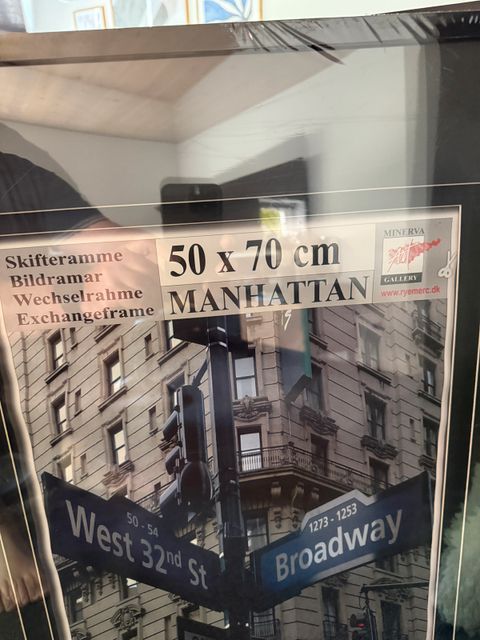 Skifteramme
Bildramar
Wechselrahme
Exchangeframe
50 x 70 cm
MANHATTAN
MINERVA
GALLERY
www.ryemerc.dk
50 - 54
West 32nd St
1273 - 1253
Broadway